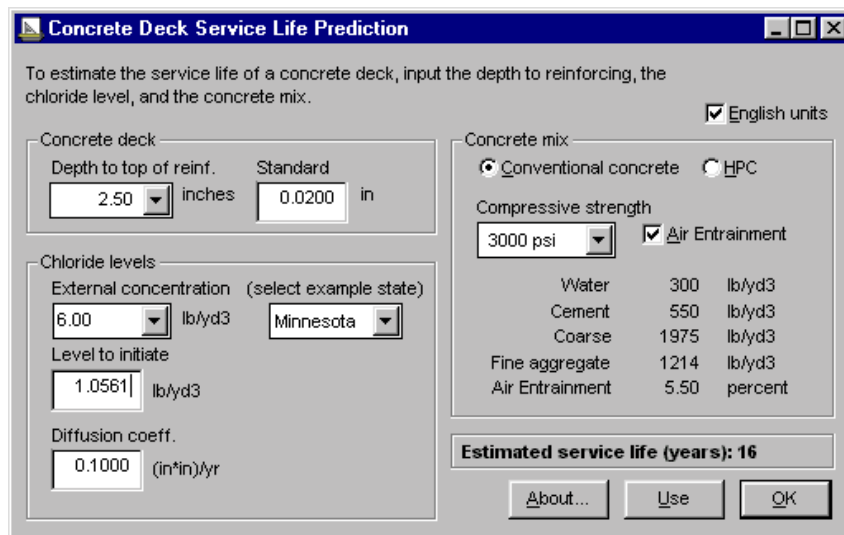 Concrete Deck Service Life Prediction
To estimate the service life of a concrete deck, input the depth to reinforcing, the
chloride level, and the concrete mix.
English units
Concrete deck
Depth to top of reinf. Standard
2.50 inches 0.0200 in
Chloride levels
External concentration (select example state)
6.00 lb/yd3 Minnesota
Level to initiate
1.0561 lb/yd3
Diffusion coeff.
0.1000 (in*in)/yr
Concrete mix
Conventional concrete HPC
Compressive strength
3000 psi Air Entrainment
Water 300 lb/yd3
Cement 550 lb/yd3
Coarse 1975 lb/yd3
Fine aggregate 1214 lb/yd3
Air Entrainment 5.50 percent
Estimated service life (years): 16
About... Use OK